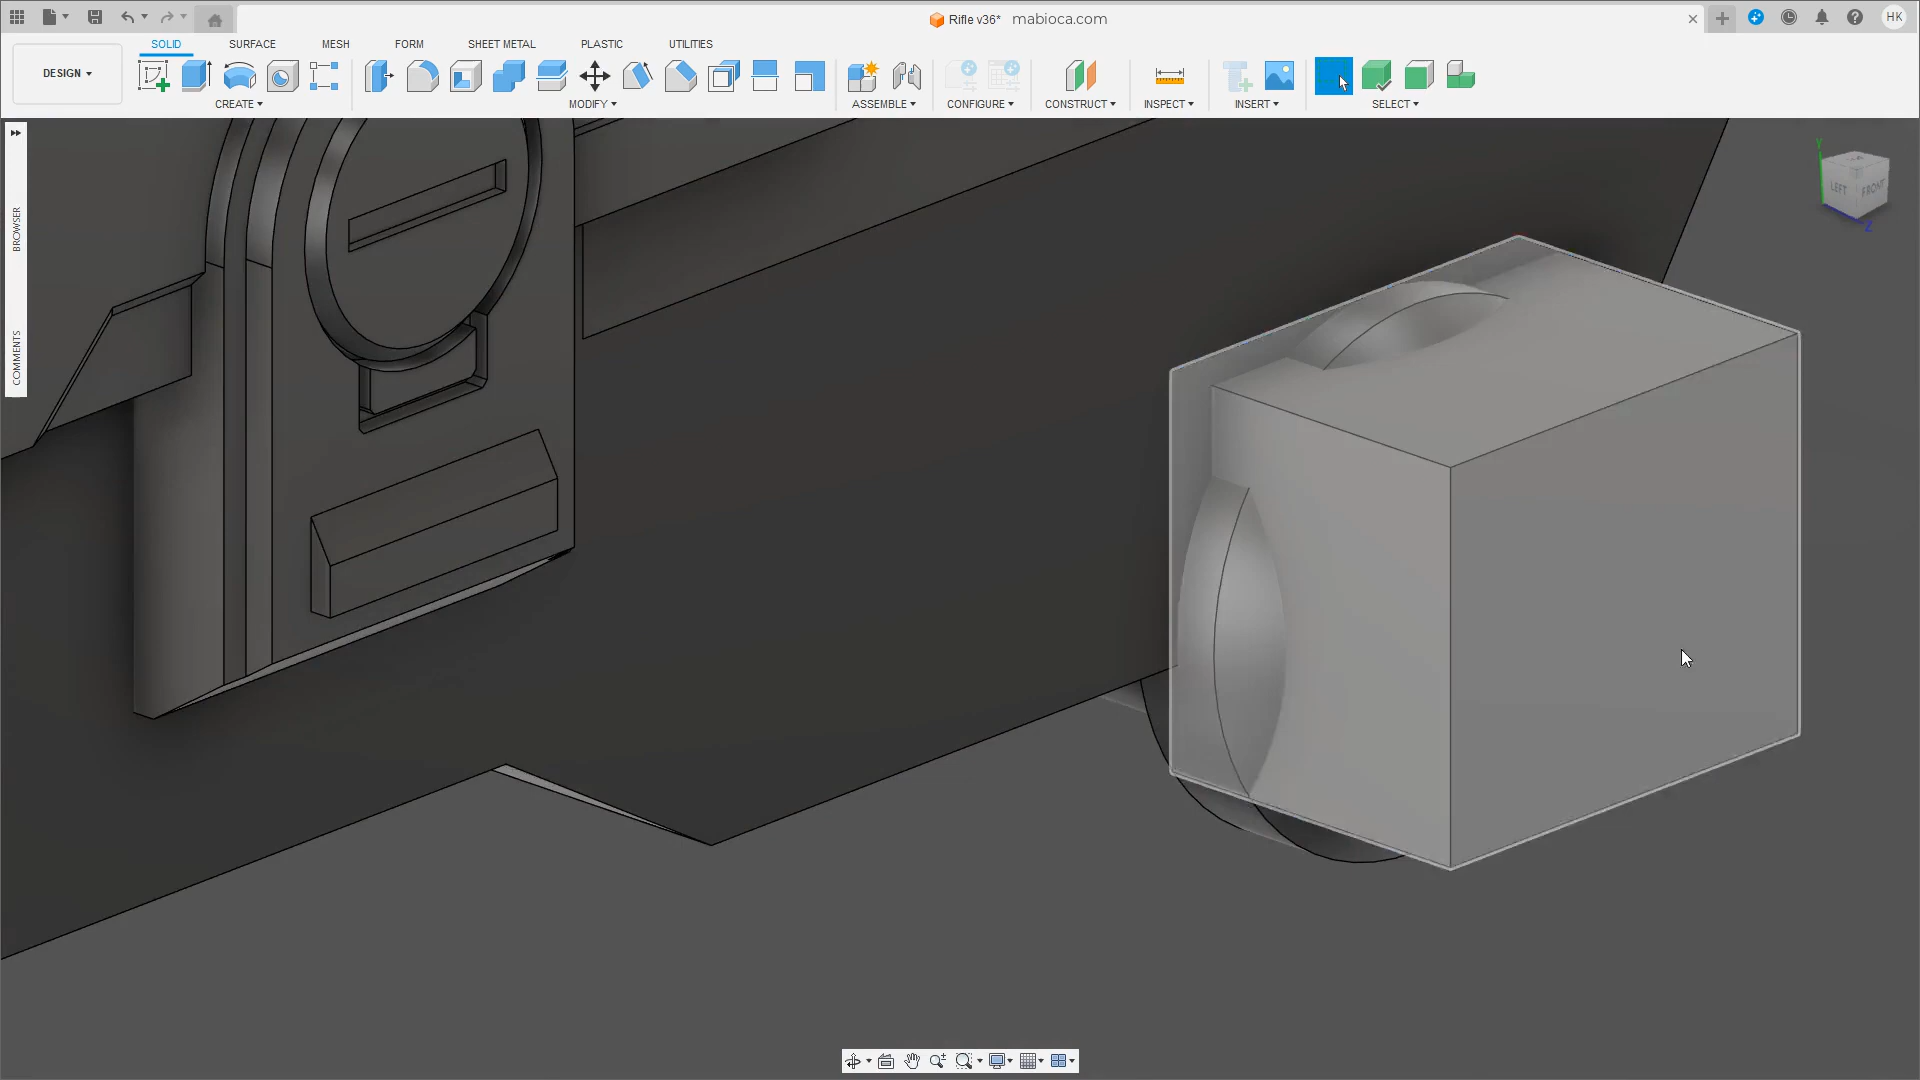 Rifle v36*
mabioca.com
HK
DESIGN
SOLID
SURFACE
MESH
FORM
SHEET METAL
PLASTIC
UTILITIES
CREATE
MODIFY
ASSEMBLE
CONFIGURE
CONSTRUCT
INSPECT
INSERT
SELECT
BROWSER
COMMENTS
Y
LEFT
FRONT
Z